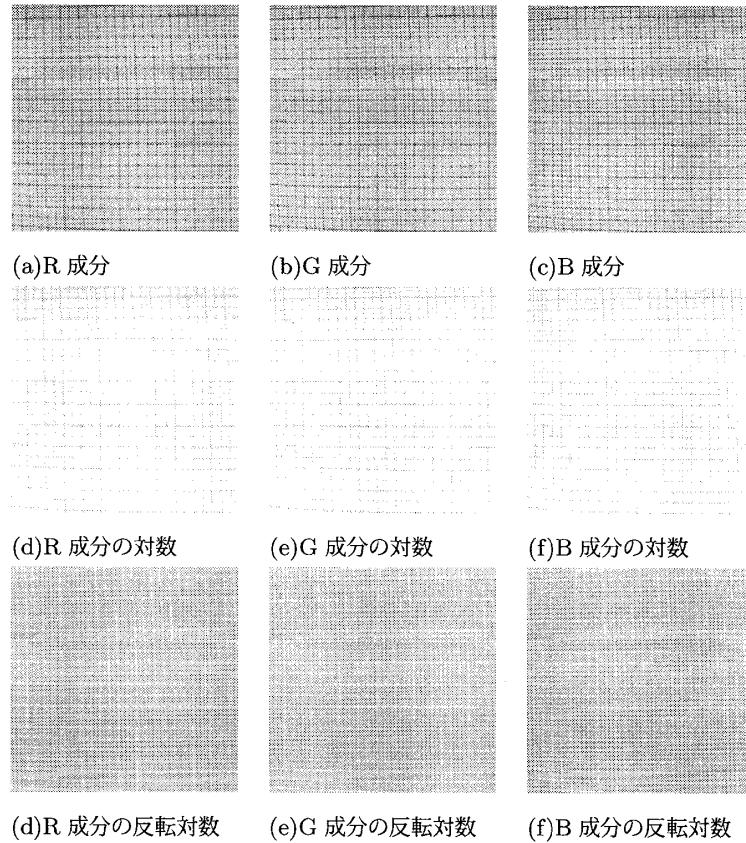 (a)R 成分
(b)G 成分
(c)B 成分
(d)R 成分の対数
(e)G 成分の対数
(f)B 成分の対数
(d)R 成分の反転対数
(e)G 成分の反転対数
(f)B 成分の反転対数